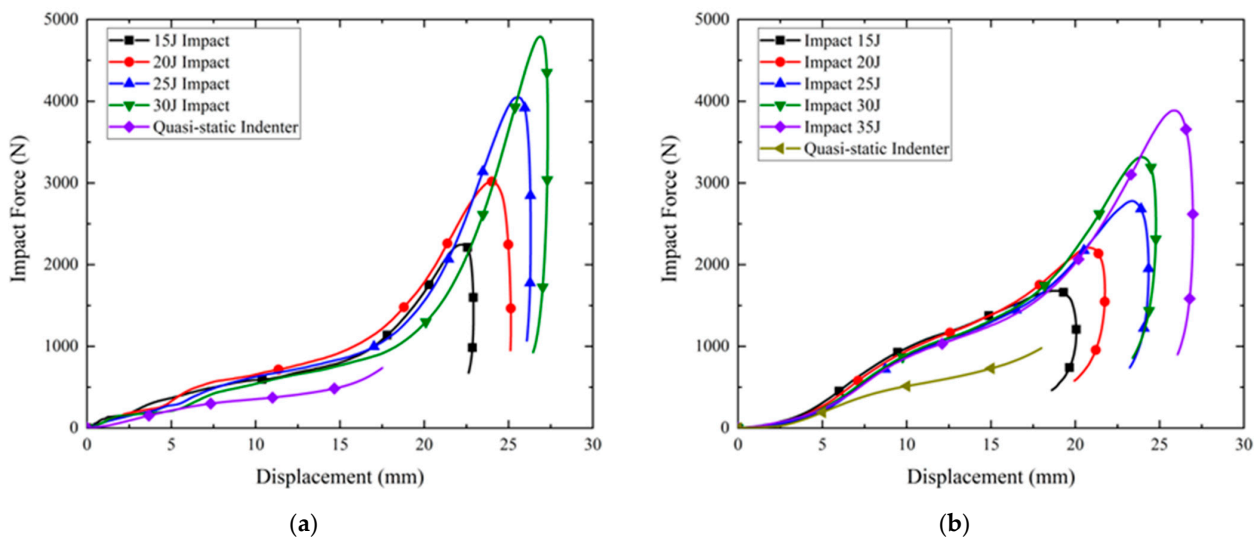 5000
4000
3000
2000
1000
0
0 5 10 15 20 25 30
Impact Force (N)
Displacement (mm)
15J Impact
20J Impact
25J Impact
30J Impact
Quasi-static Indenter
(a)
5000
4000
3000
2000
1000
0
0 5 10 15 20 25 30
Impact Force (N)
Displacement (mm)
Impact 15J
Impact 20J
Impact 25J
Impact 30J
Impact 35J
Quasi-static Indenter
(b)